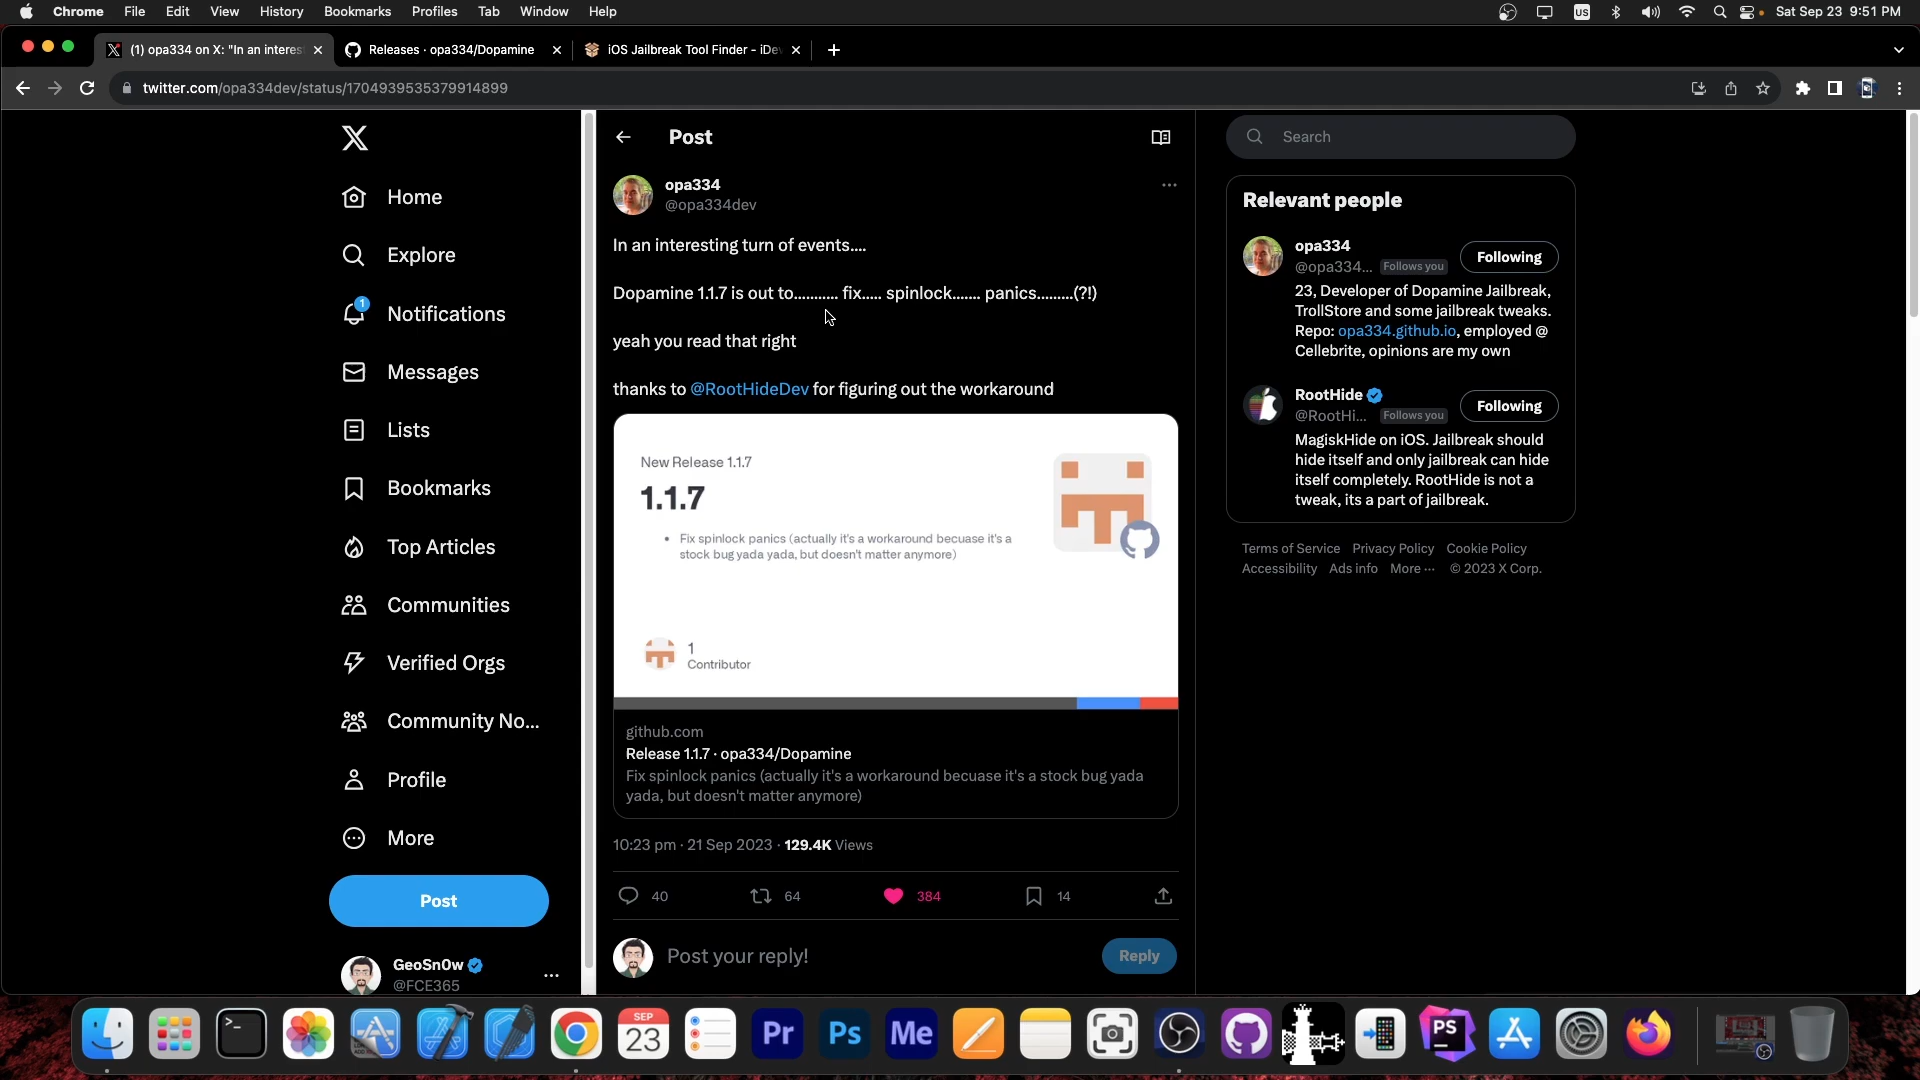 Chrome File Edit View History Bookmarks Profiles Tab Window Help
US
Sat Sep 23 9:51 PM
(1) opa334 on X: "In an interes
Releases · opa334/Dopamine
iOS Jailbreak Tool Finder - iDe
twitter.com/opa334dev/status/1704939535379914899
Home
Explore
1
Notifications
Messages
Lists
Bookmarks
Top Articles
Communities
Verified Orgs
Community No...
Profile
More
Post
GeoSn0w
@FCE365
Post
opa334
@opa334dev
In an interesting turn of events....
Dopamine 1.1.7 is out to........... fix..... spinlock....... panics.........(?!)
yeah you read that right
thanks to @RootHideDev for figuring out the workaround
New Release 1.1.7
1.1.7
• Fix spinlock panics (actually it's a workaround becuase it's a
stock bug yada yada, but doesn't matter anymore)
1
Contributor
github.com
Release 1.1.7 · opa334/Dopamine
Fix spinlock panics (actually it's a workaround becuase it's a stock bug yada
yada, but doesn't matter anymore)
10:23 pm · 21 Sep 2023 · 129.4K Views
40
64
384
14
Post your reply!
Reply
Search
Relevant people
opa334
@opa334... Follows you
Following
23, Developer of Dopamine Jailbreak,
TrollStore and some jailbreak tweaks.
Repo: opa334.github.io, employed @
Cellebrite, opinions are my own
RootHide
@RootHi... Follows you
Following
MagiskHide on iOS. Jailbreak should
hide itself and only jailbreak can hide
itself completely. RootHide is not a
tweak, its a part of jailbreak.
Terms of Service Privacy Policy Cookie Policy
Accessibility Ads info More ··· © 2023 X Corp.
SEP
23
Pr
Ps
Me
PS